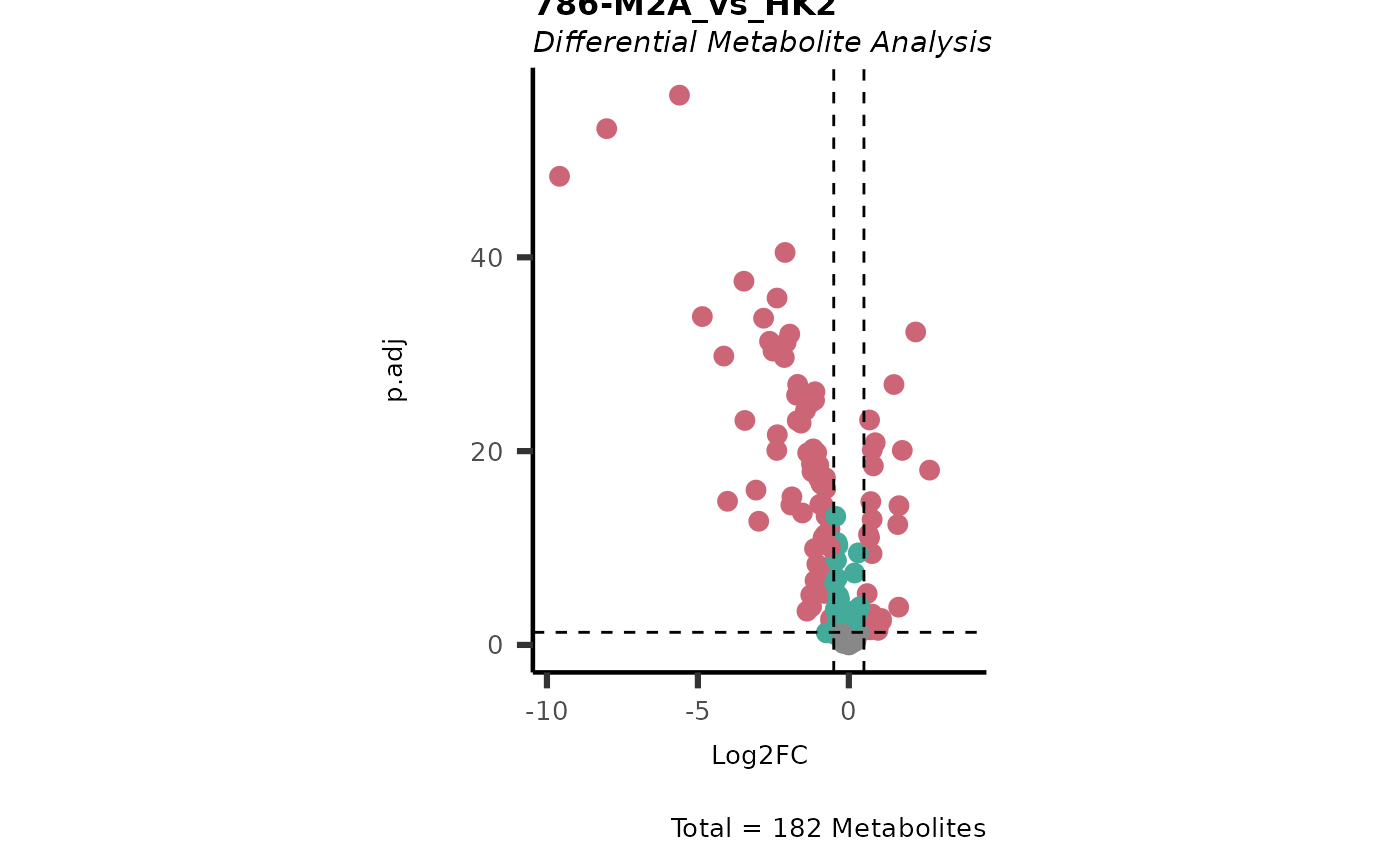 786-M2A_vs_HK2
Differential Metabolite Analysis
40
20
0
p.adj
-10
-5
0
Log2FC
Total = 182 Metabolites